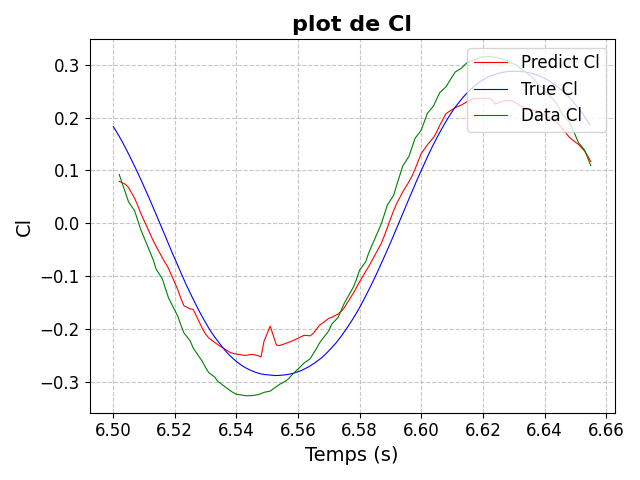 plot de Cl
Predict Cl
True Cl
Data Cl
Cl
0.3
0.2
0.1
0.0
−0.1
−0.2
−0.3
6.50 6.52 6.54 6.56 6.58 6.60 6.62 6.64 6.66
Temps (s)